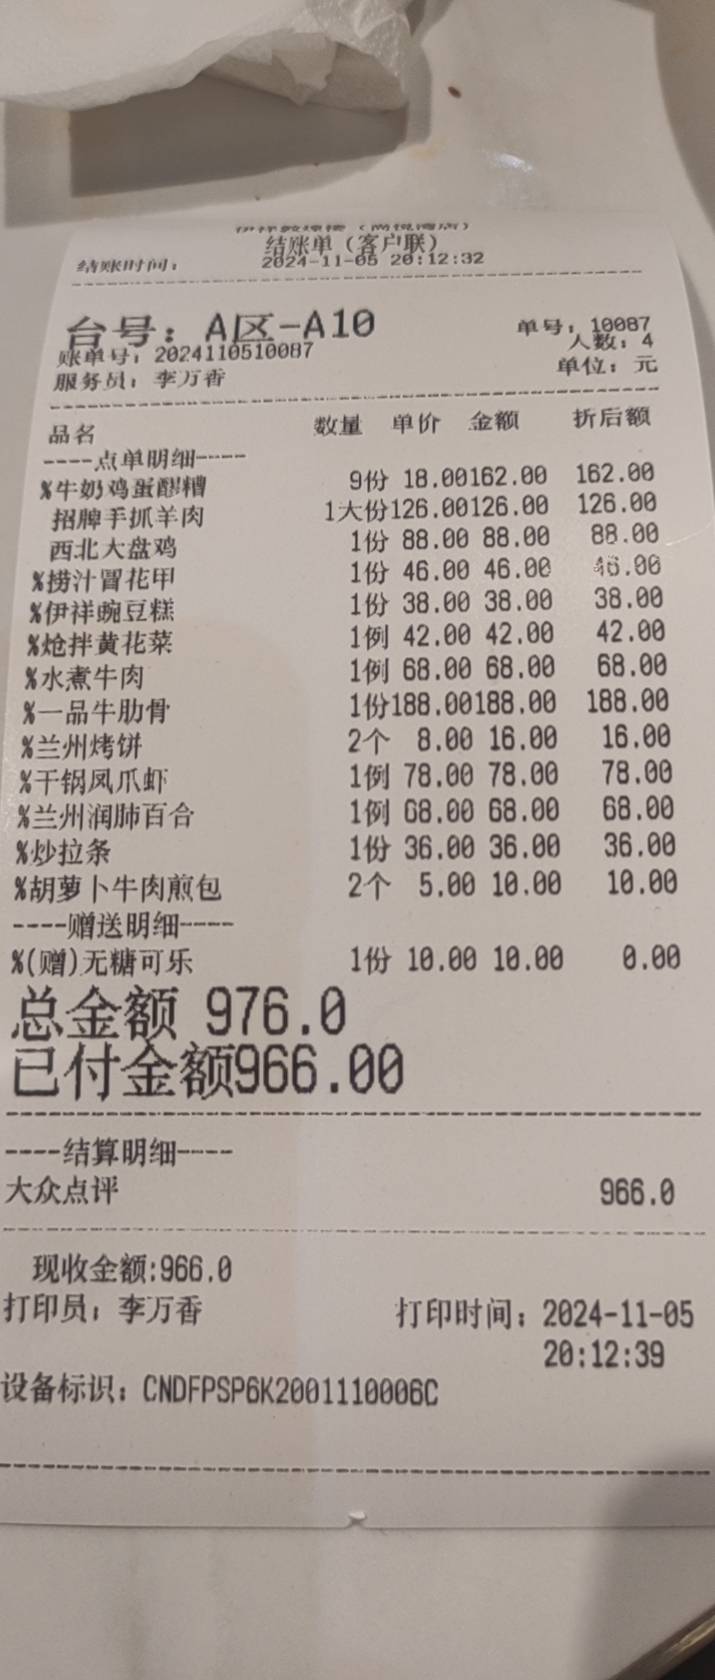 结账单（客户联）
结账时间： 2024-11-05 20:12:32
台号：A区-A10 单号：10087
账单号：2024110510087 人数：4
服务员：李万香 单位：元
品名 数量 单价 金额 折后额
----点单明细----
%牛奶鸡蛋醪糟 9份 18.00 162.00 162.00
招牌手抓羊肉 1大份 126.00 126.00 126.00
西北大盘鸡 1份 88.00 88.00 88.00
%捞汁冒花甲 1份 46.00 46.00 46.00
%伊祥豌豆糕 1份 38.00 38.00 38.00
%炝拌黄花菜 1例 42.00 42.00 42.00
%水煮牛肉 1例 68.00 68.00 68.00
%一品牛肋骨 1份 188.00 188.00 188.00
%兰州烤饼 2个 8.00 16.00 16.00
%干锅凤爪虾 1例 78.00 78.00 78.00
%兰州润肺百合 1例 68.00 68.00 68.00
%炒拉条 1份 36.00 36.00 36.00
%胡萝卜牛肉煎包 2个 5.00 10.00 10.00
----赠送明细----
%(赠)无糖可乐 1份 10.00 10.00 0.00
总金额 976.0
已付金额966.00
----结算明细----
大众点评 966.0
现收金额:966.0
打印员：李万香 打印时间：2024-11-05
20:12:39
设备标识：CNDFPSP6K2001110006C